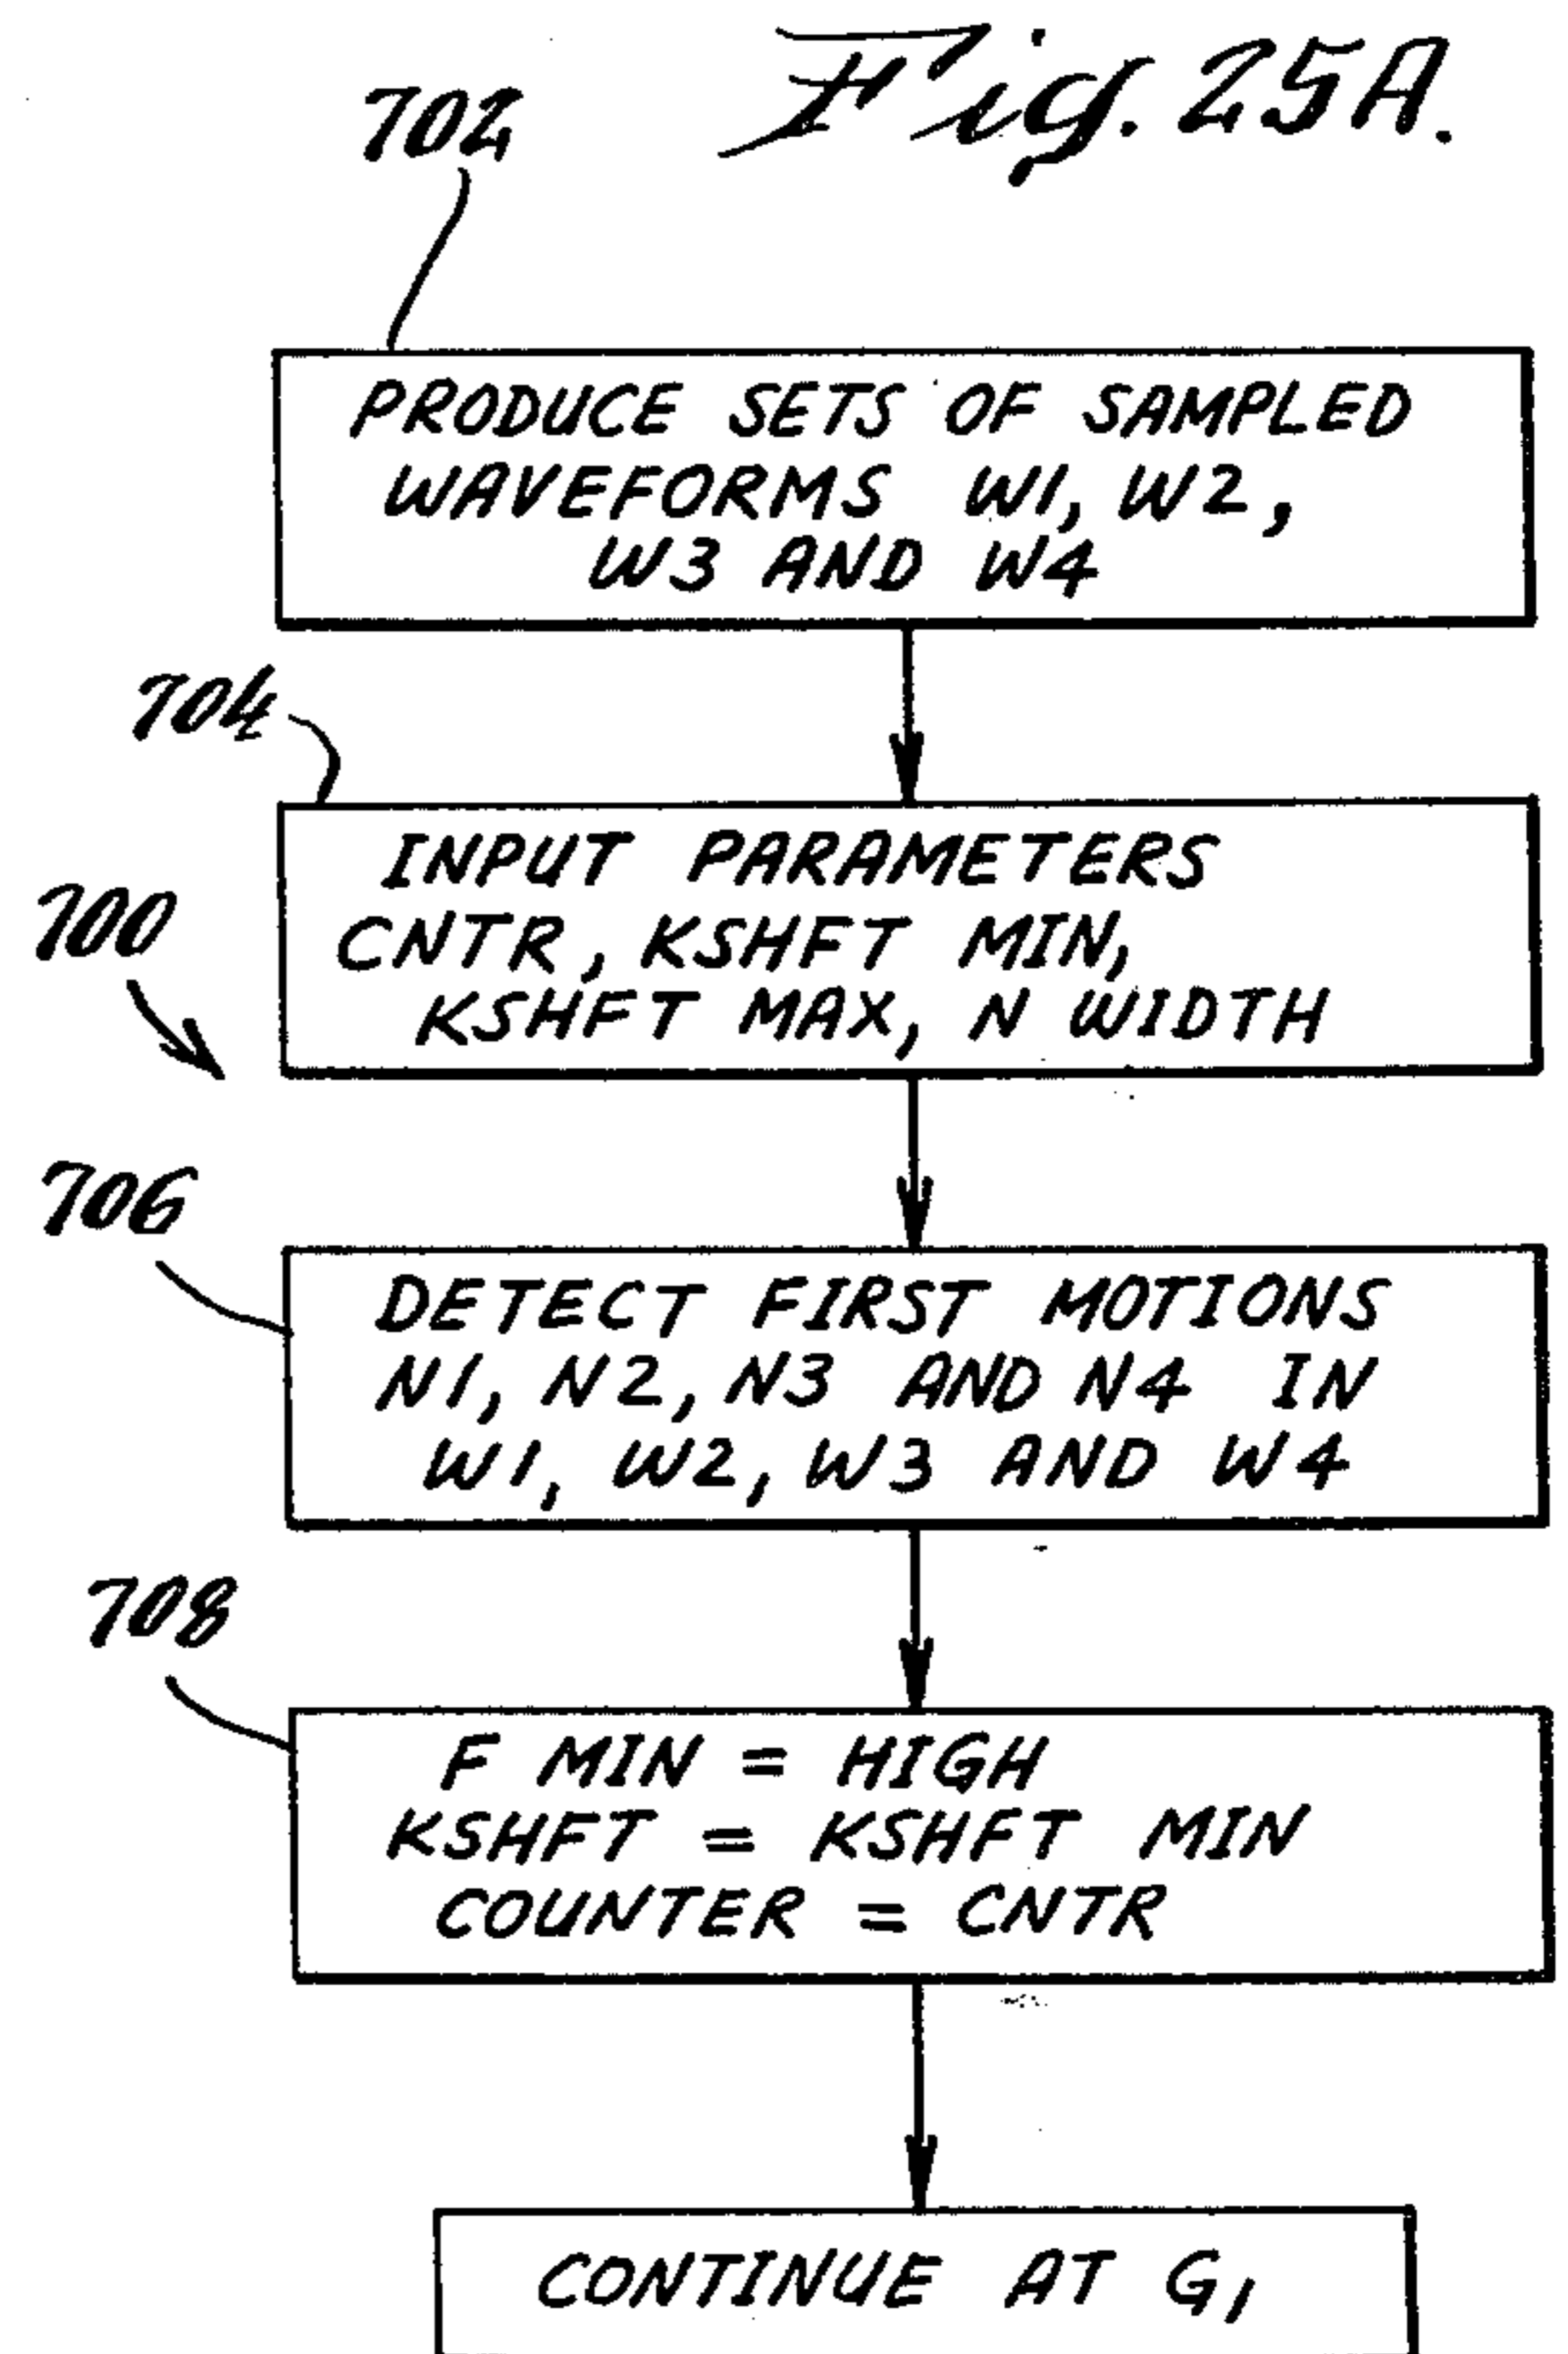 Fig. 25A.
702
PRODUCE SETS OF SAMPLED
WAVEFORMS W1, W2,
W3 AND W4
704
INPUT PARAMETERS
CNTR, KSHFT MIN,
KSHFT MAX, N WIDTH
700
706
DETECT FIRST MOTIONS
N1, N2, N3 AND N4 IN
W1, W2, W3 AND W4
708
F MIN = HIGH
KSHFT = KSHFT MIN
COUNTER = CNTR
CONTINUE AT G1